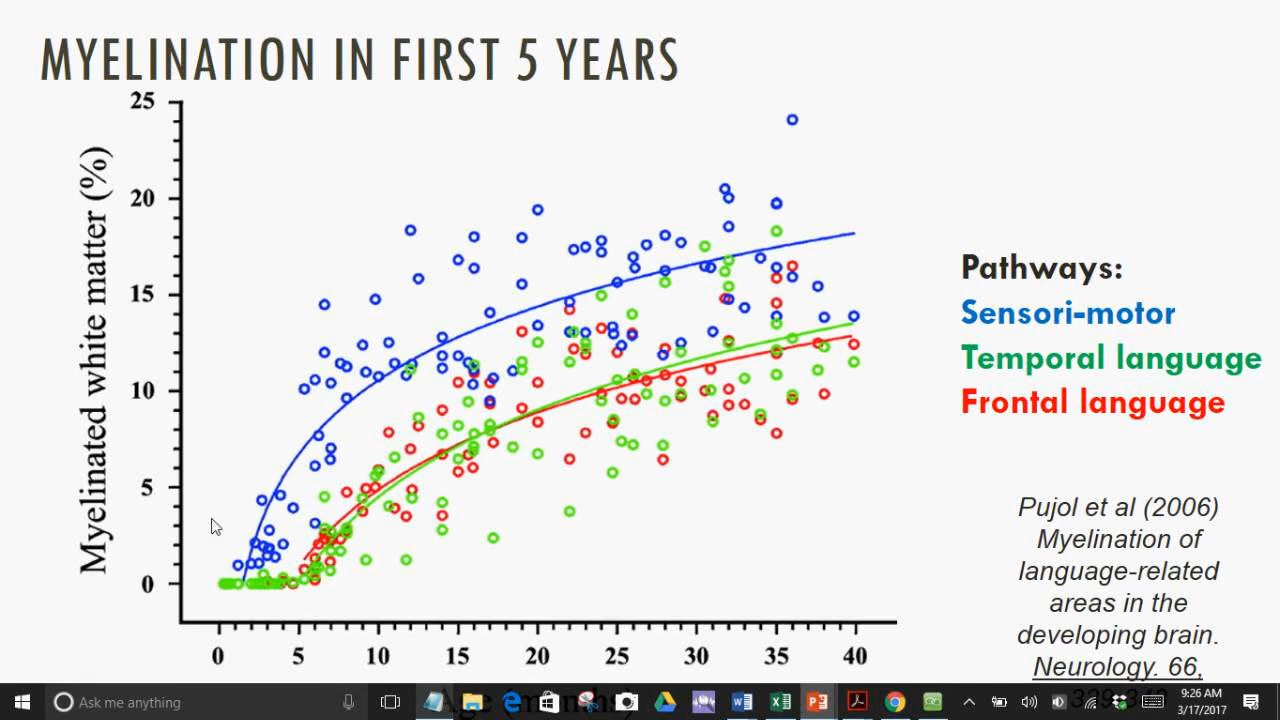 MYELINATION IN FIRST 5 YEARS
Myelinated white matter (%)
25
20
15
10
5
0
0 5 10 15 20 25 30 35 40
Pathways:
Sensori-motor
Temporal language
Frontal language
Pujol et al (2006)
Myelination of
language-related
areas in the
developing brain.
Neurology. 66,
Ask me anything
9:26 AM
3/17/2017